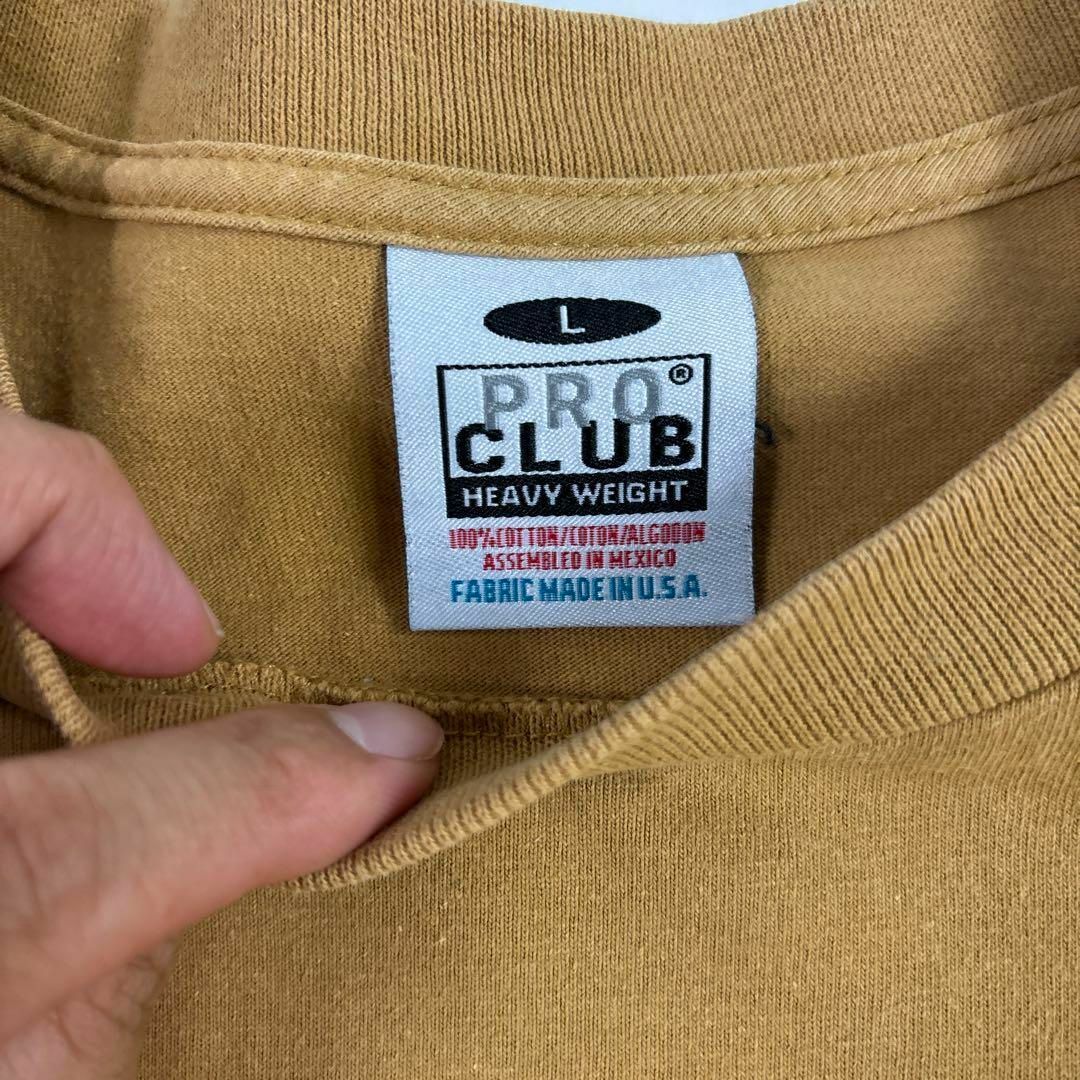 L
PRO®
CLUB
HEAVY WEIGHT
100%COTTON/COTON/ALGODON
ASSEMBLED IN MEXICO
FABRIC MADE IN U.S.A.